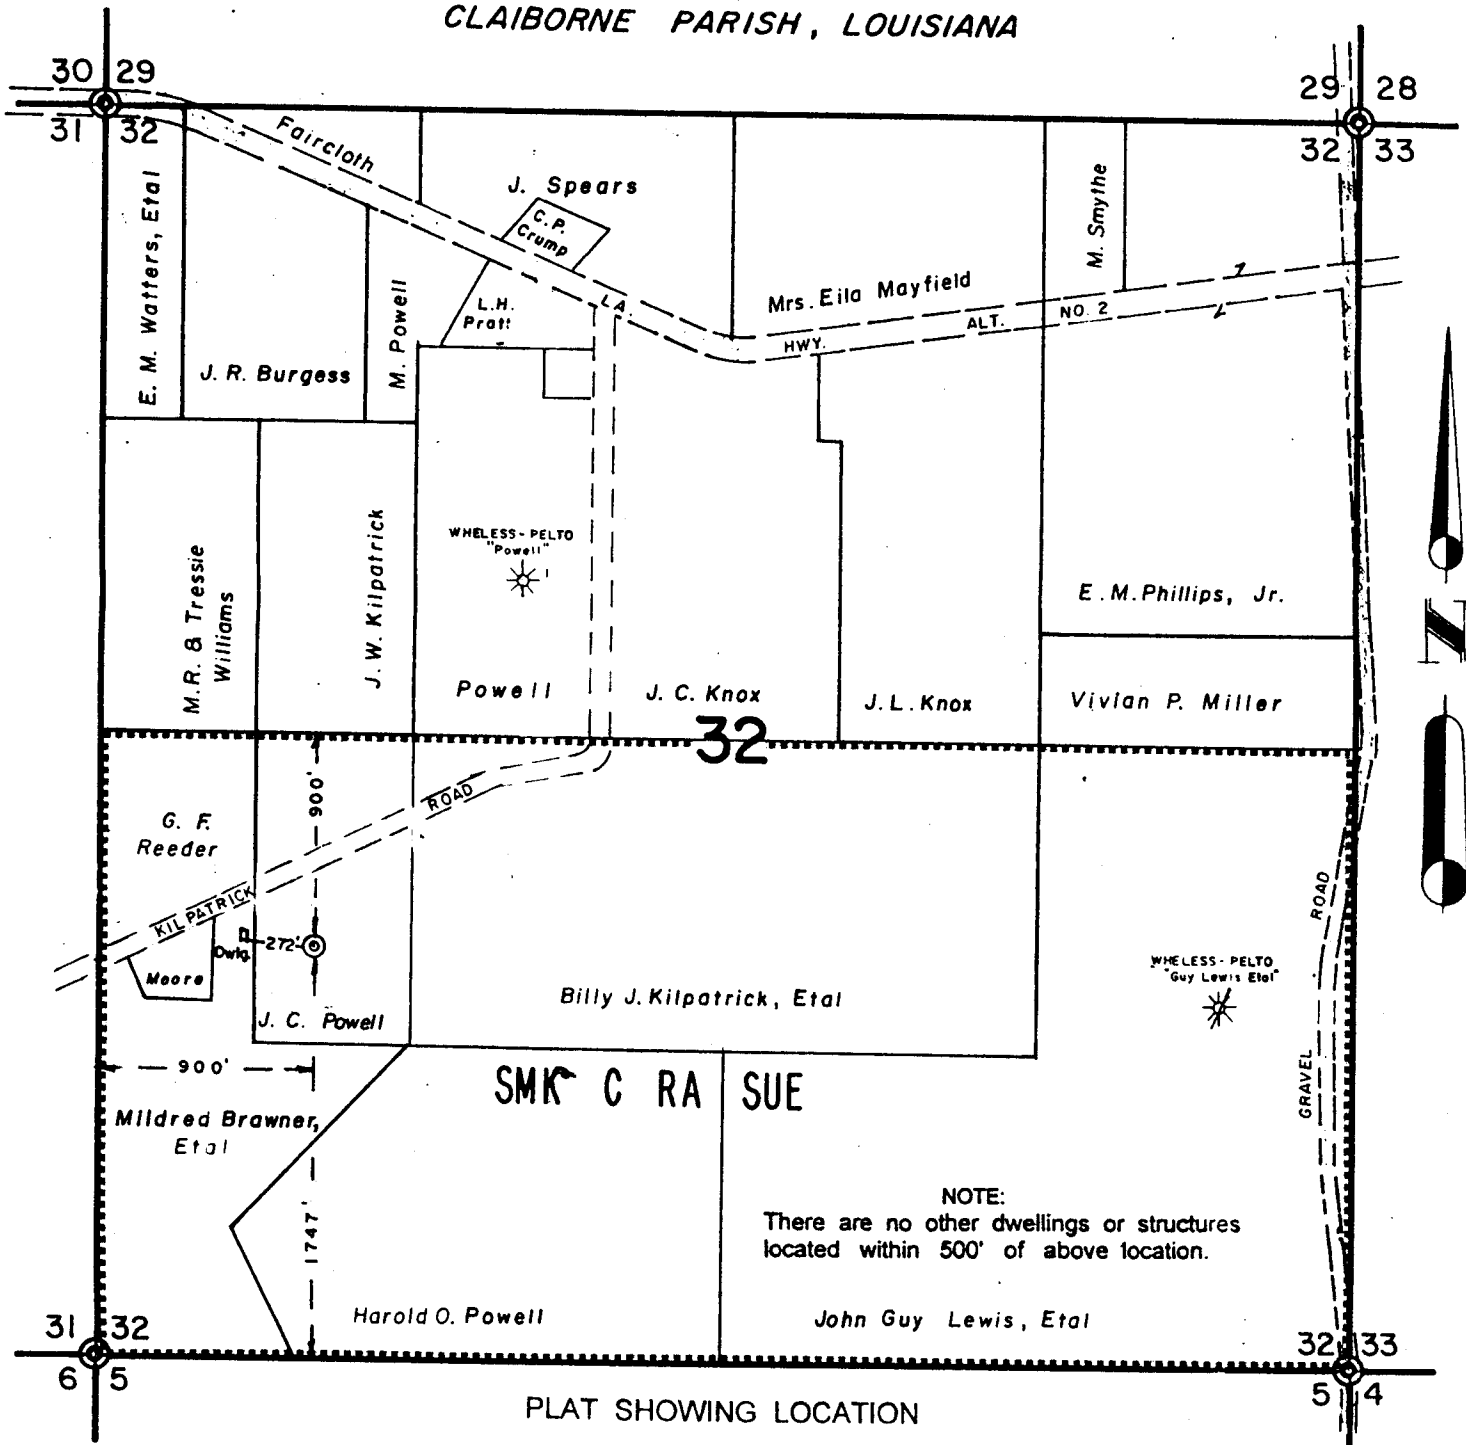 CLAIBORNE PARISH, LOUISIANA
30 29
31 32
29 28
32 33
Faircloth
E. M. Watters, Etal
J. Spears
C. P.
Crump
M. Smythe
L.H.
Pratt
M. Powell
J. R. Burgess
LA.
Mrs. Eila Mayfield
HWY. ALT. NO. 2
M.R. & Tressie
Williams
J. W. Kilpatrick
WHELESS - PELTO
"Powell"
1
E. M. Phillips, Jr.
Powell
J. C. Knox
J. L. Knox
Vivian P. Miller
32
N
G. F.
Reeder
900'
KILPATRICK ROAD
Dwlg.
272'
Moore
J. C. Powell
Billy J. Kilpatrick, Etal
WHELESS - PELTO
"Guy Lewis Etal"
GRAVEL ROAD
900'
SMK C RA SUE
Mildred Brawner,
Etal
1747'
NOTE:
There are no other dwellings or structures
located within 500' of above location.
Harold O. Powell
John Guy Lewis, Etal
31 32
6 5
32 33
5 4
PLAT SHOWING LOCATION